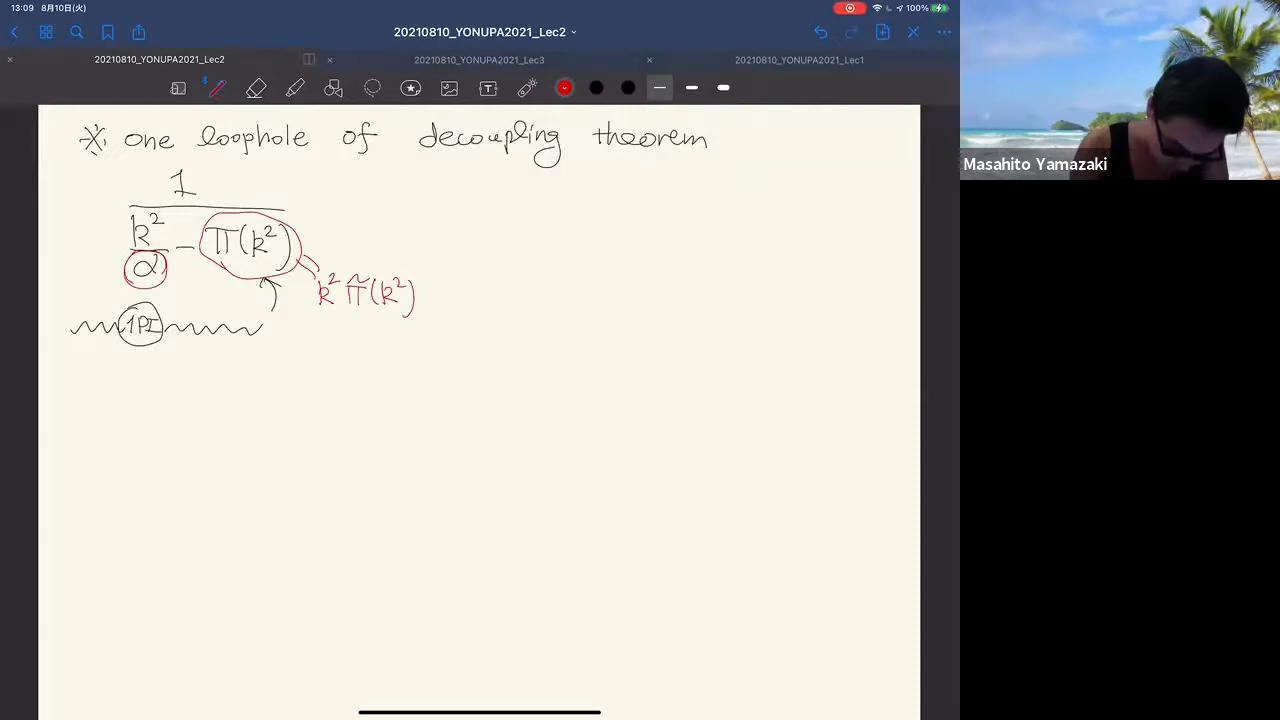 13:09 8月10日(火)
100%
20210810_YONUPA2021_Lec2
20210810_YONUPA2021_Lec2
20210810_YONUPA2021_Lec3
20210810_YONUPA2021_Lec1
※ one loophole of decoupling theorem
1
k² / α − Π(k²)
k² Π̃(k²)
1PI
Masahito Yamazaki